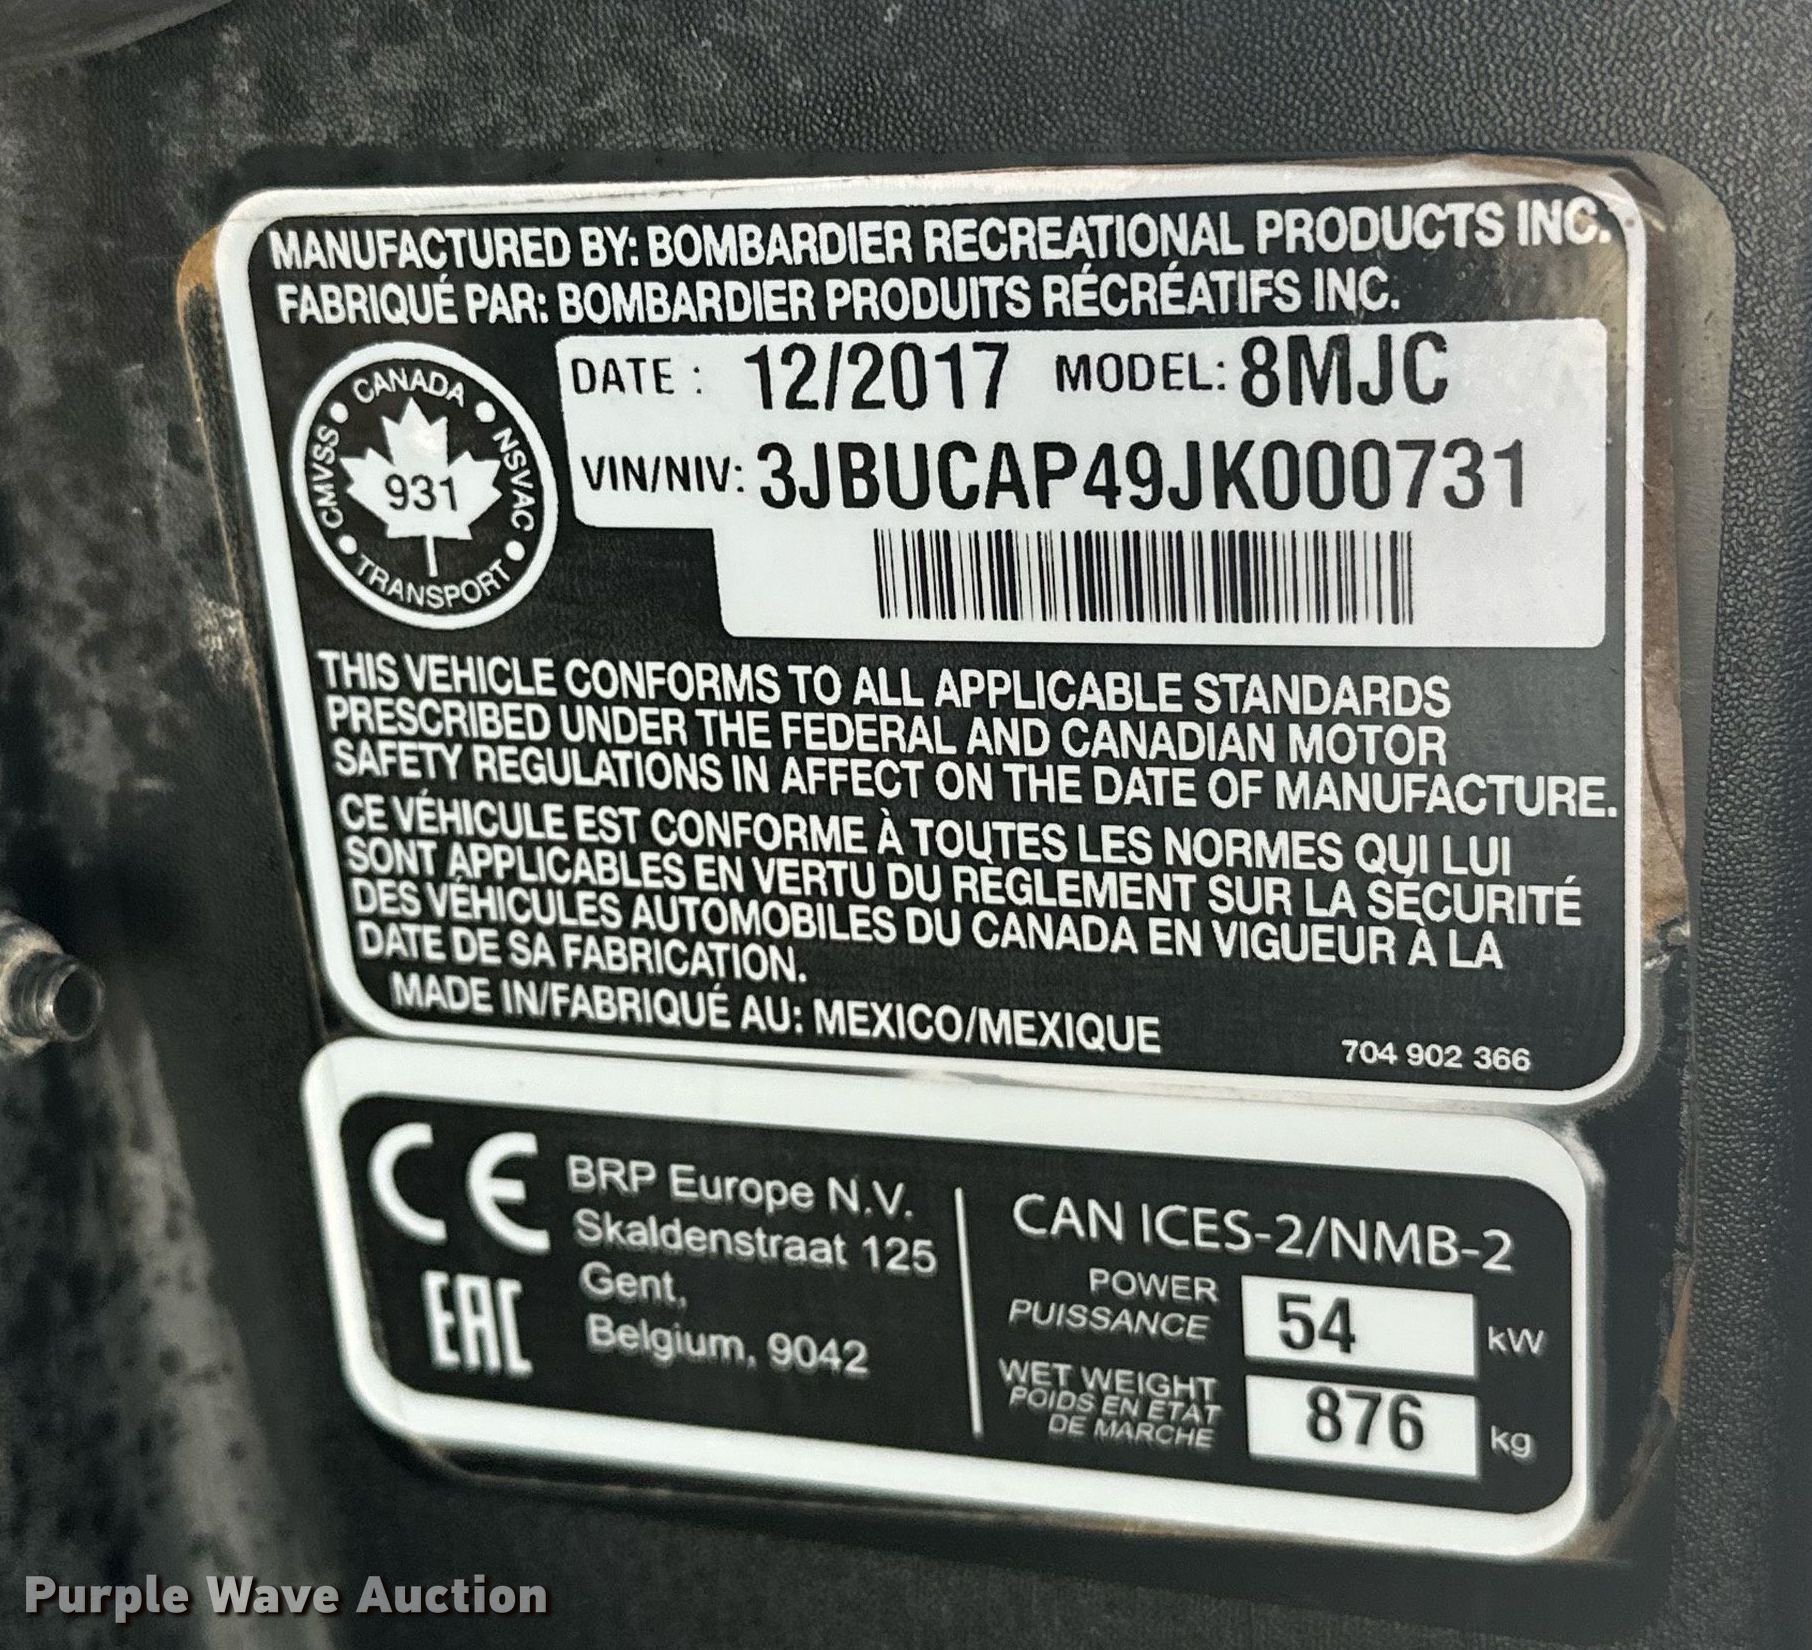 MANUFACTURED BY: BOMBARDIER RECREATIONAL PRODUCTS INC.
FABRIQUÉ PAR: BOMBARDIER PRODUITS RÉCRÉATIFS INC.
CANADA
CMVSS
NSVAC
931
TRANSPORT
DATE : 12/2017 MODEL: 8MJC
VIN/NIV: 3JBUCAP49JK000731
THIS VEHICLE CONFORMS TO ALL APPLICABLE STANDARDS
PRESCRIBED UNDER THE FEDERAL AND CANADIAN MOTOR
SAFETY REGULATIONS IN AFFECT ON THE DATE OF MANUFACTURE.
CE VÉHICULE EST CONFORME À TOUTES LES NORMES QUI LUI
SONT APPLICABLES EN VERTU DU RÈGLEMENT SUR LA SÉCURITÉ
DES VÉHICULES AUTOMOBILES DU CANADA EN VIGUEUR À LA
DATE DE SA FABRICATION.
MADE IN/FABRIQUÉ AU: MEXICO/MEXIQUE
704 902 366
CE
EAC
BRP Europe N.V.
Skaldenstraat 125
Gent,
Belgium, 9042
CAN ICES-2/NMB-2
POWER
PUISSANCE
54 kW
WET WEIGHT
POIDS EN ÉTAT
DE MARCHE
876 kg
Purple Wave Auction